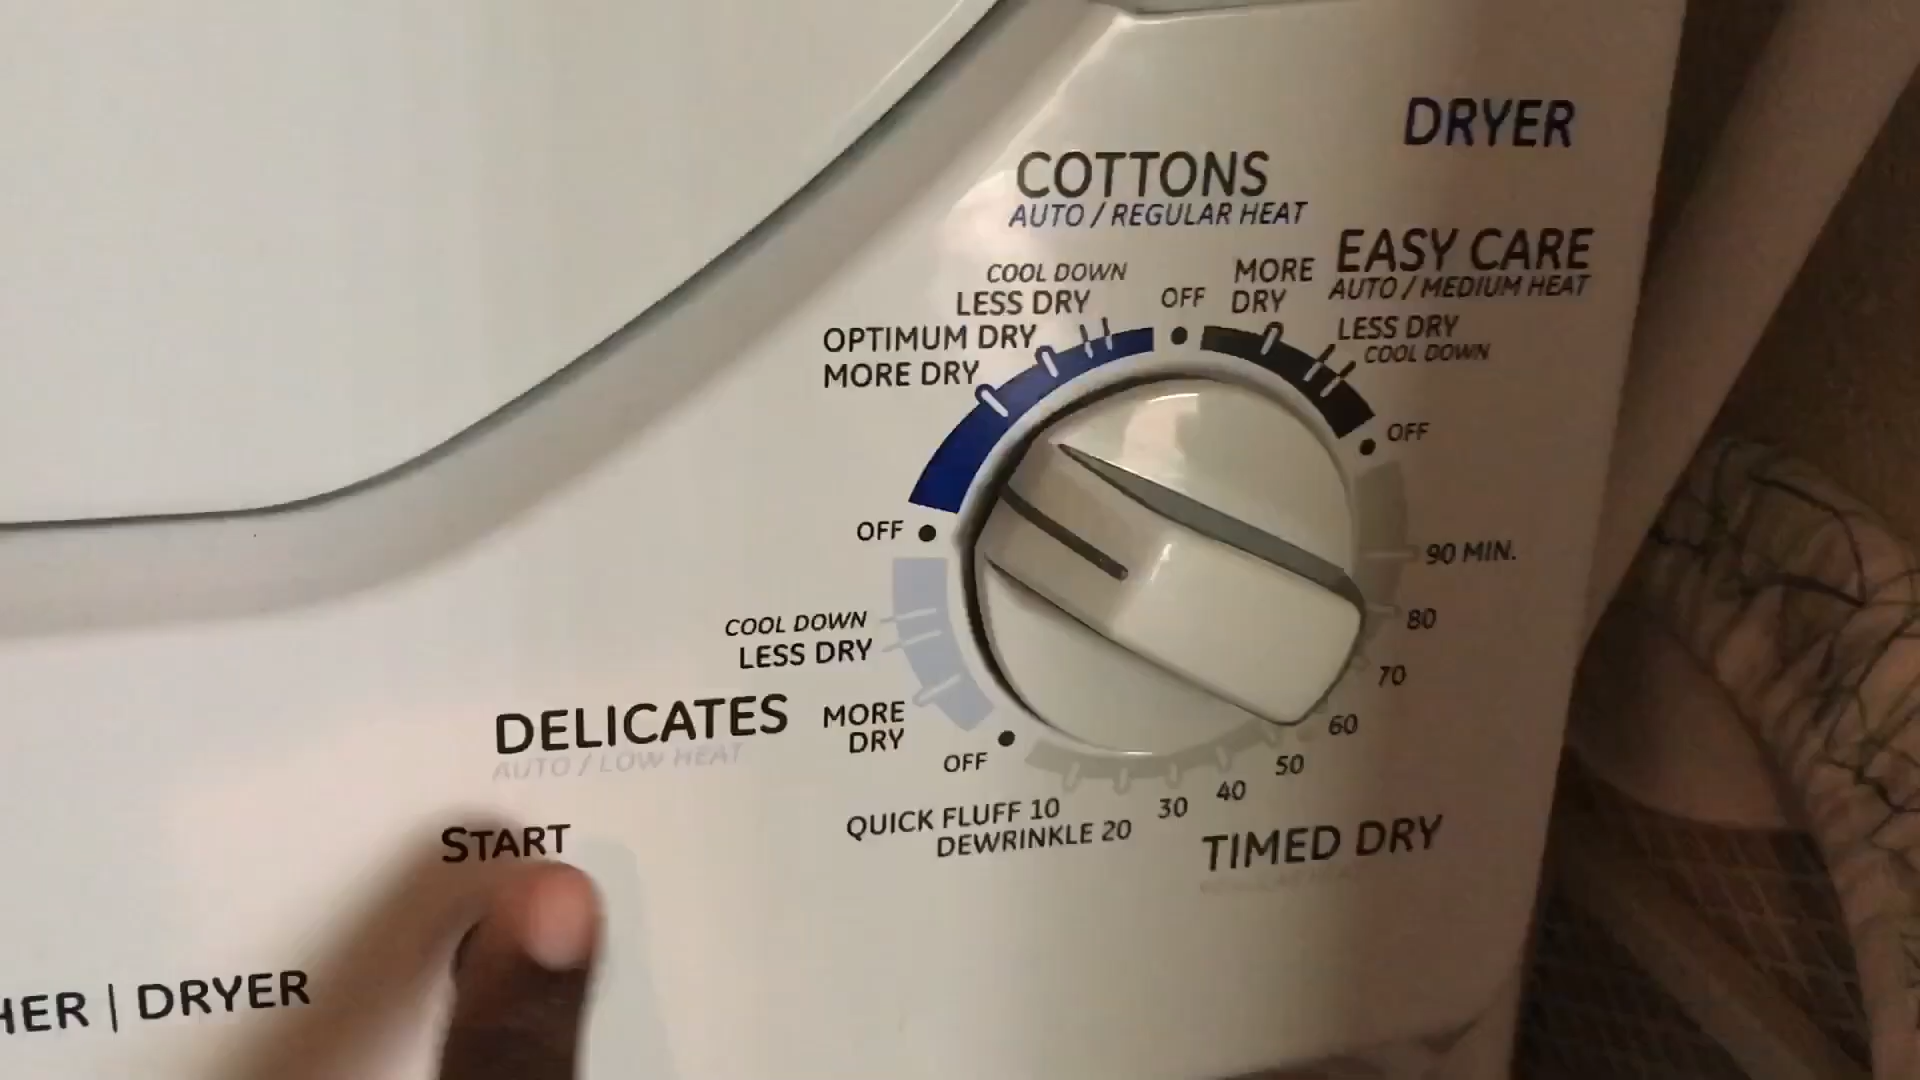 DRYER
COTTONS
AUTO / REGULAR HEAT
EASY CARE
AUTO / MEDIUM HEAT
COOL DOWN
LESS DRY
OPTIMUM DRY
MORE DRY
OFF
MORE
DRY
LESS DRY
COOL DOWN
OFF
OFF
90 MIN.
80
70
60
50
40
30
COOL DOWN
LESS DRY
MORE
DRY
DELICATES
AUTO / LOW HEAT
OFF
QUICK FLUFF 10
DEWRINKLE 20
TIMED DRY
START
HER | DRYER